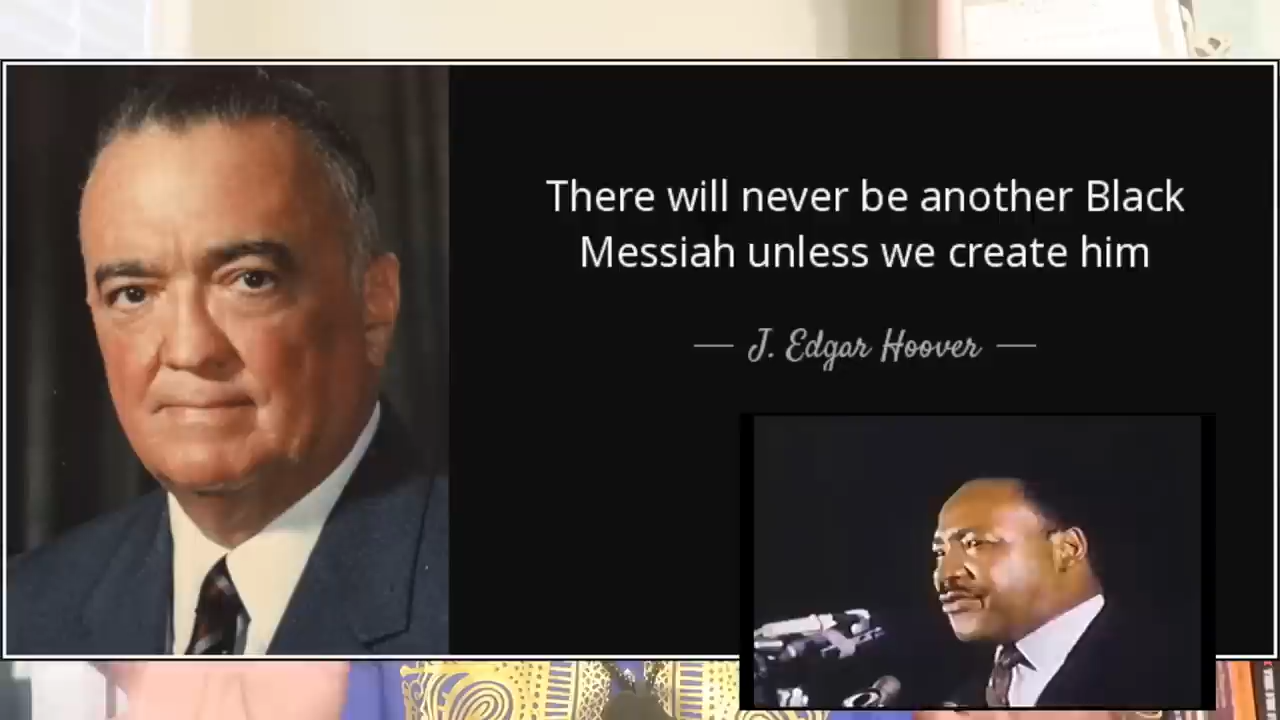 There will never be another Black
Messiah unless we create him
— J. Edgar Hoover —